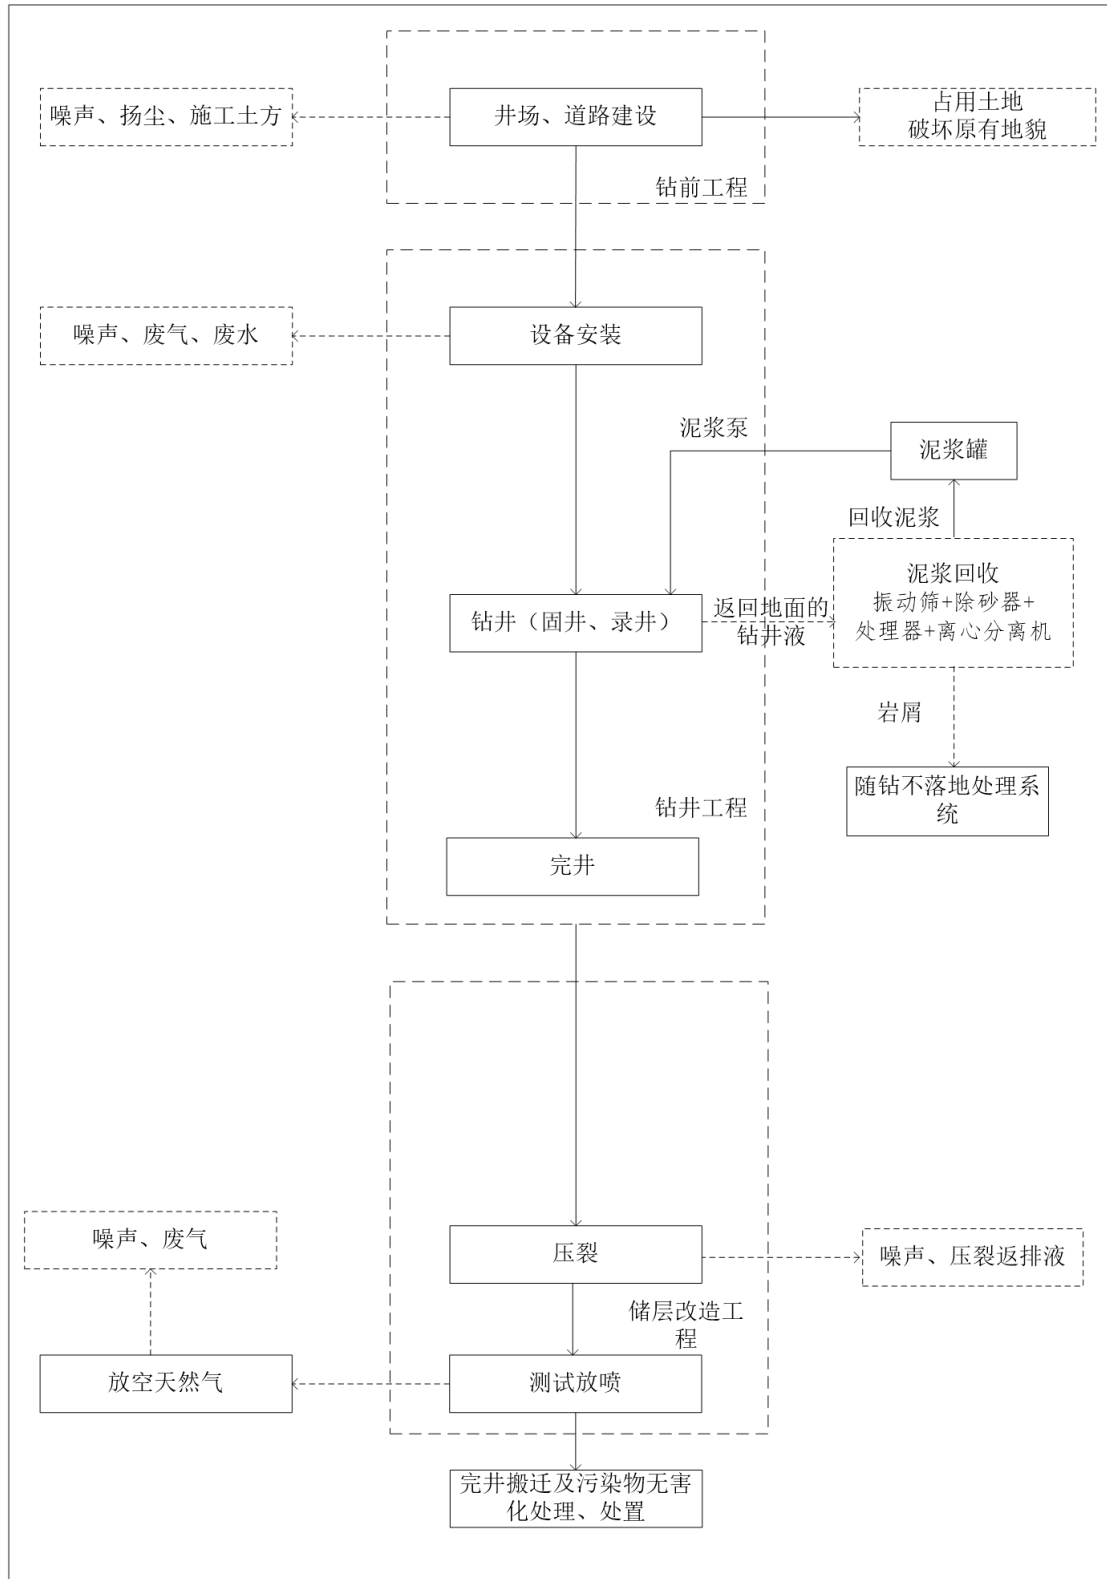 噪声、扬尘、施工土方
井场、道路建设
占用土地
破坏原有地貌
钻前工程
噪声、废气、废水
设备安装
泥浆泵
泥浆罐
回收泥浆
泥浆回收
振动筛+除砂器+
处理器+离心分离机
钻井（固井、录井）
返回地面的
钻井液
岩屑
随钻不落地处理系
统
钻井工程
完井
噪声、废气
压裂
噪声、压裂返排液
储层改造工
程
放空天然气
测试放喷
完井搬迁及污染物无害
化处理、处置